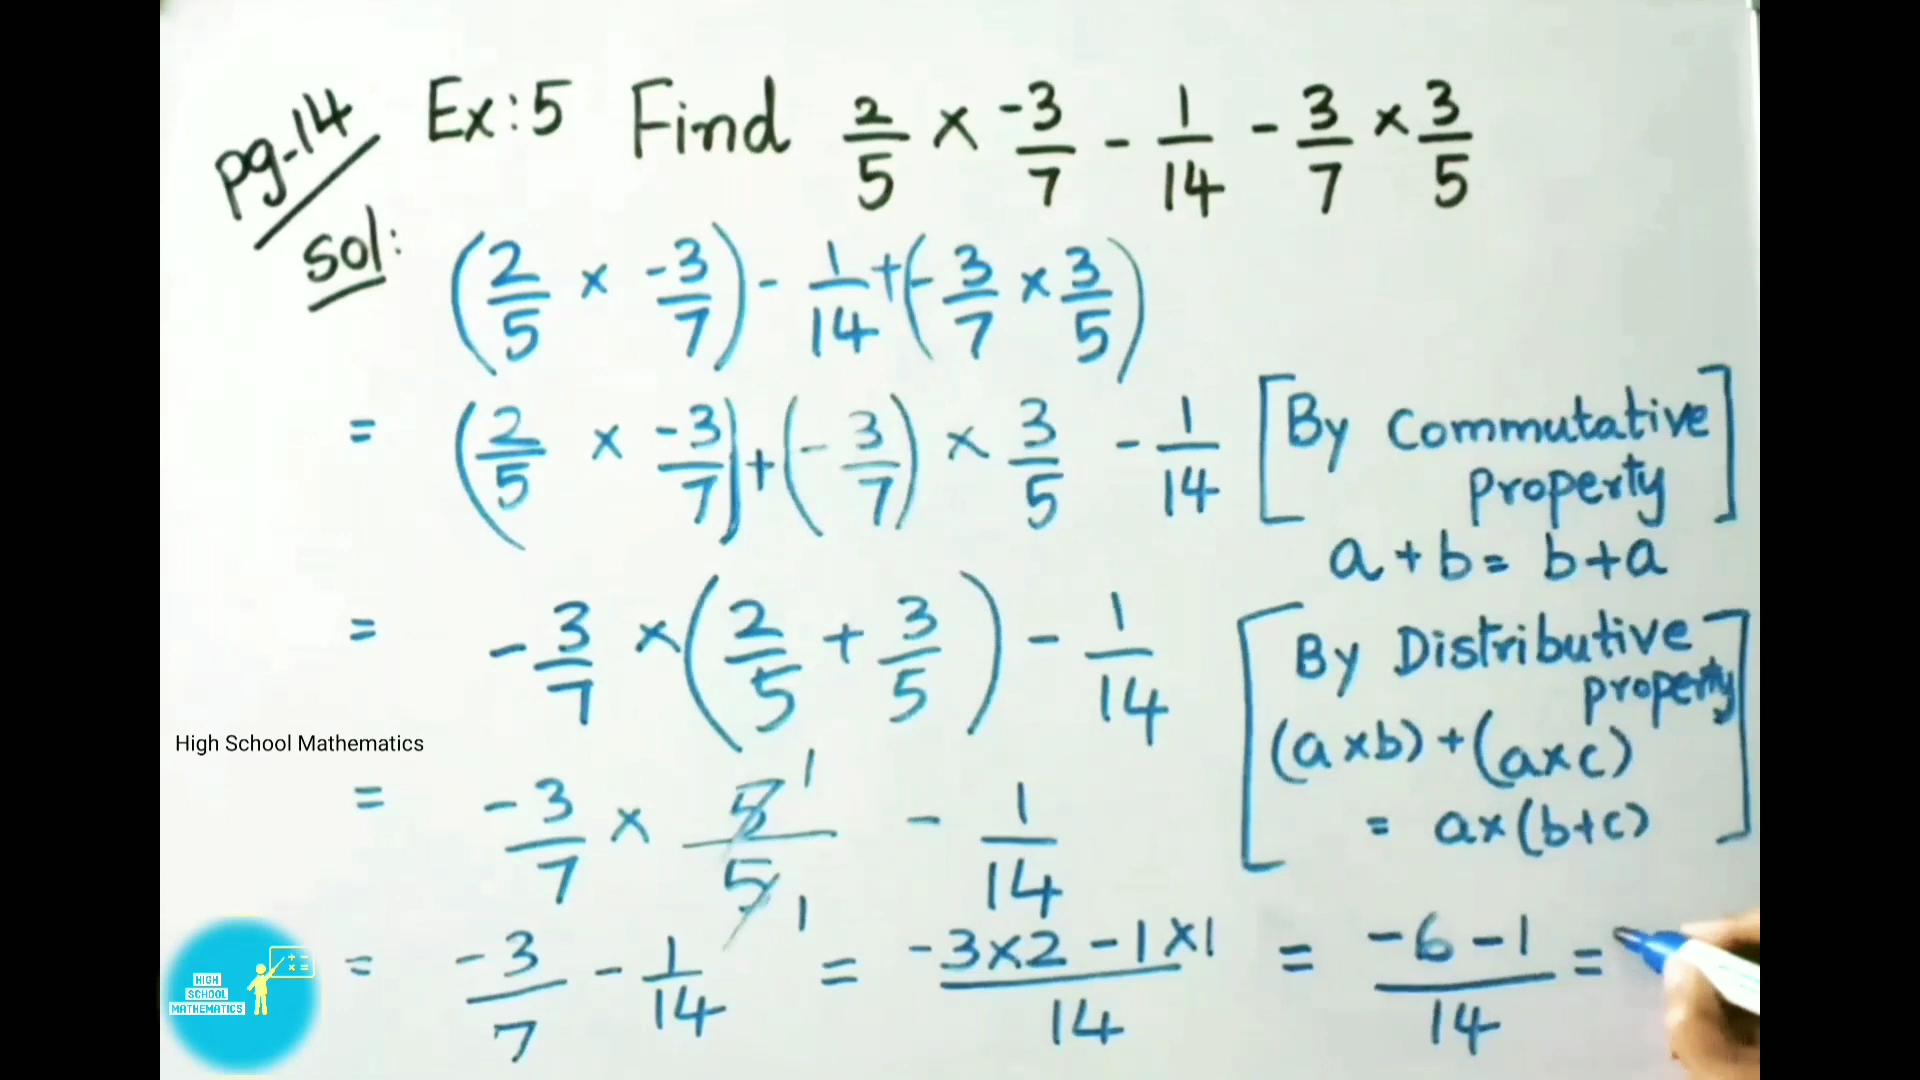 pg-14 Ex:5 Find 2/5 × -3/7 - 1/14 - 3/7 × 3/5
Sol:
(2/5 × -3/7) - 1/14 + (-3/7 × 3/5)
= (2/5 × -3/7) + (-3/7) × 3/5 - 1/14 [By Commutative
property]
a + b = b + a
= -3/7 × (2/5 + 3/5) - 1/14 [By Distributive
property
(a×b) + (a×c)
= a×(b+c)]
High School Mathematics
= -3/7 × 5/5 1 1 - 1/14
= -3/7 - 1/14 = -3×2 - 1×1/14 = -6-1/14 =
HIGH
SCHOOL
MATHEMATICS